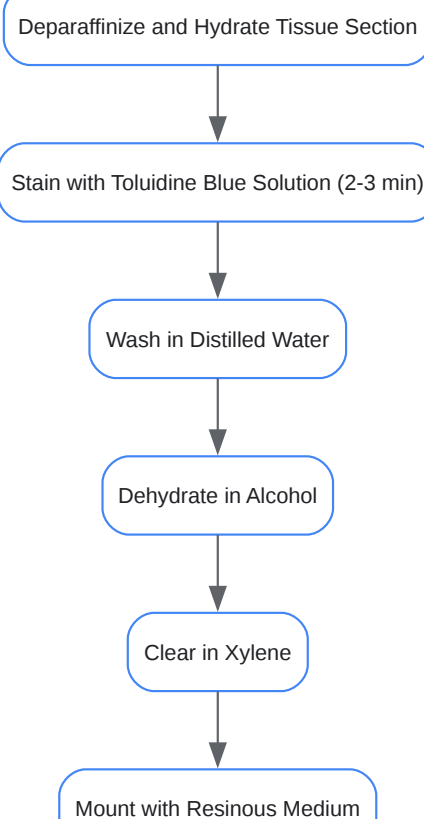 Deparaffinize and Hydrate Tissue Section
Stain with Toluidine Blue Solution (2-3 min)
Wash in Distilled Water
Dehydrate in Alcohol
Clear in Xylene
Mount with Resinous Medium